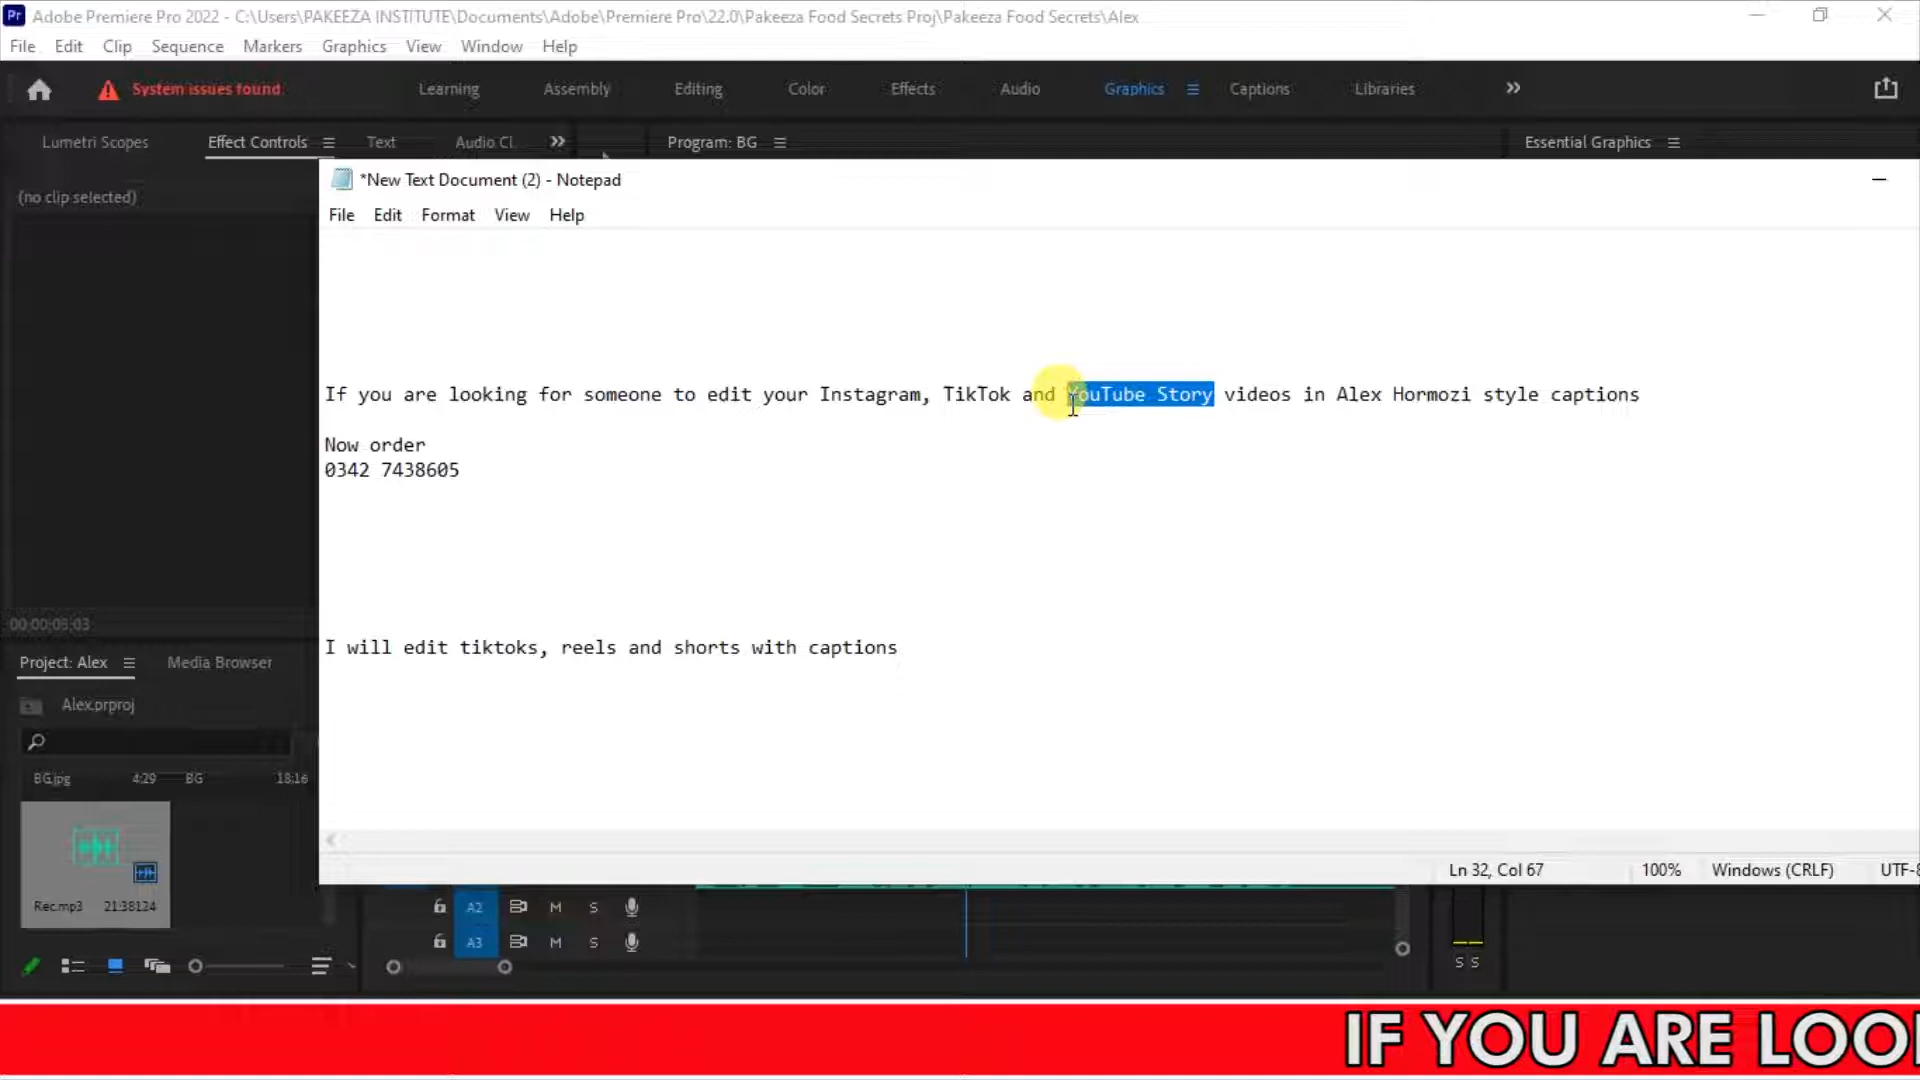 Adobe Premiere Pro 2022 - C:\Users\PAKEEZA INSTITUTE\Documents\Adobe\Premiere Pro\22.0\Pakeeza Food Secrets Proj\Pakeeza Food Secrets\Alex
File Edit Clip Sequence Markers Graphics View Window Help
System issues found Learning Assembly Editing Color Effects Audio Graphics Captions Libraries
Lumetri Scopes Effect Controls Text Audio Cl Program: BG Essential Graphics
(no clip selected)
*New Text Document (2) - Notepad
File Edit Format View Help
If you are looking for someone to edit your Instagram, TikTok and YouTube Story videos in Alex Hormozi style captions
Now order
0342 7438605
I will edit tiktoks, reels and shorts with captions
Project: Alex Media Browser
Alex.prproj
BG.jpg 4:29 BG 18:16
Rec.mp3 21:38124
Ln 32, Col 67 100% Windows (CRLF) UTF-8
A2 M S
A3 M S
S S
IF YOU ARE LOO